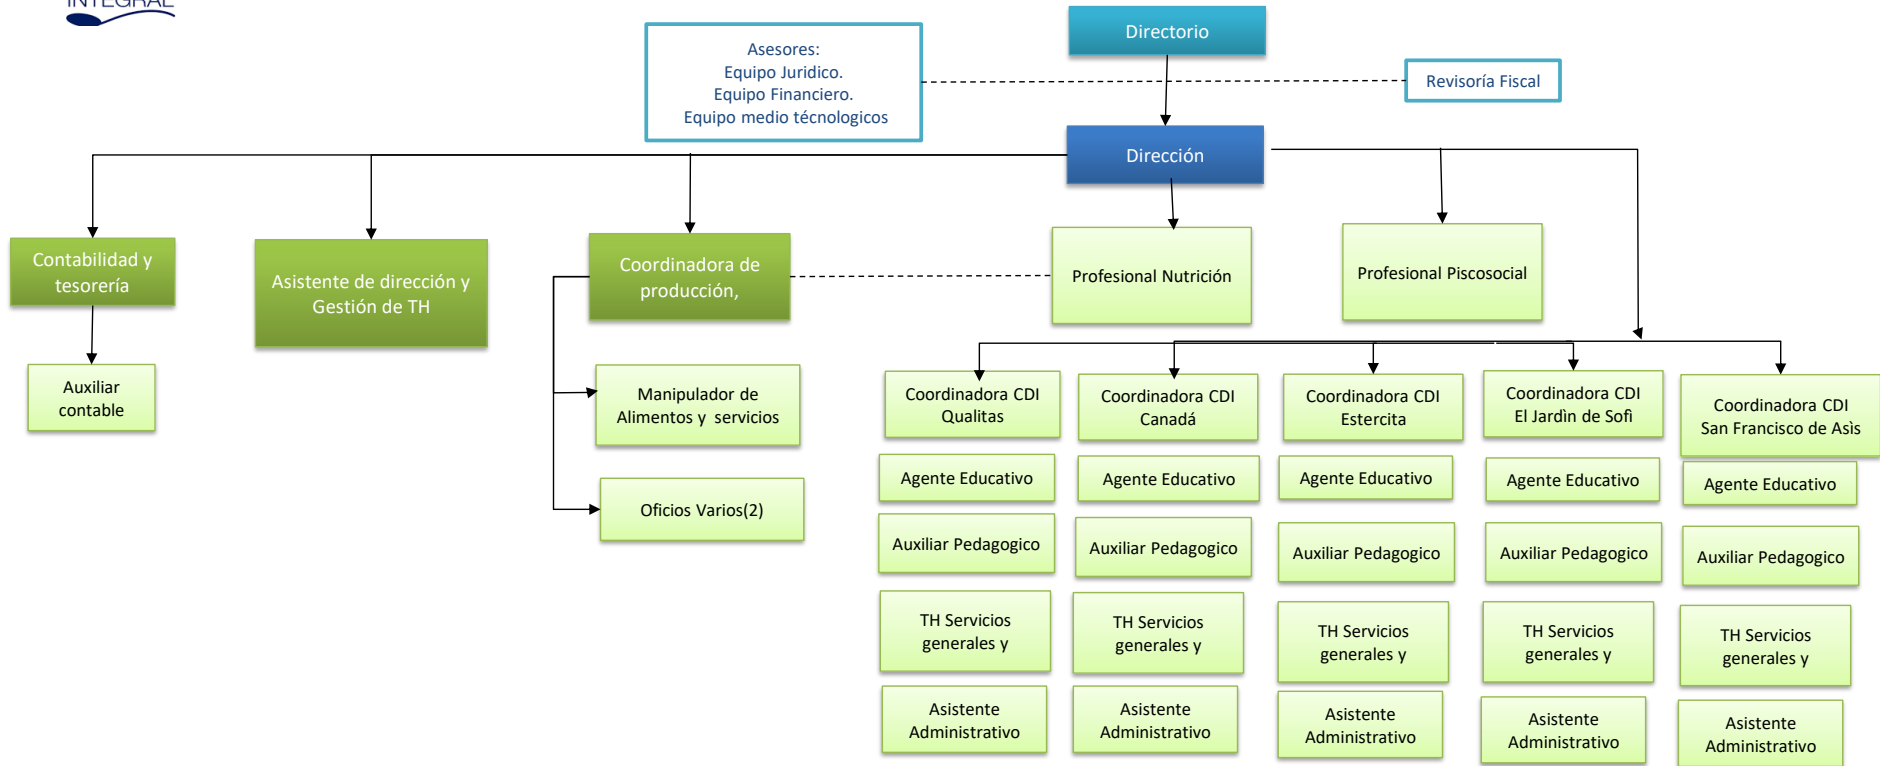 INTEGRAL
Directorio
Asesores:
Equipo Juridico.
Equipo Financiero.
Equipo medio técnologicos
Revisoría Fiscal
Dirección
Contabilidad y
tesorería
Asistente de dirección y
Gestión de TH
Coordinadora de
producción,
Profesional Nutrición
Profesional Piscosocial
Auxiliar
contable
Manipulador de
Alimentos y servicios
Oficios Varios(2)
Coordinadora CDI
Qualitas
Agente Educativo
Auxiliar Pedagogico
TH Servicios
generales y
Asistente
Administrativo
Coordinadora CDI
Canadá
Agente Educativo
Auxiliar Pedagogico
TH Servicios
generales y
Asistente
Administrativo
Coordinadora CDI
Estercita
Agente Educativo
Auxiliar Pedagogico
TH Servicios
generales y
Asistente
Administrativo
Coordinadora CDI
El Jardìn de Sofì
Agente Educativo
Auxiliar Pedagogico
TH Servicios
generales y
Asistente
Administrativo
Coordinadora CDI
San Francisco de Asìs
Agente Educativo
Auxiliar Pedagogico
TH Servicios
generales y
Asistente
Administrativo